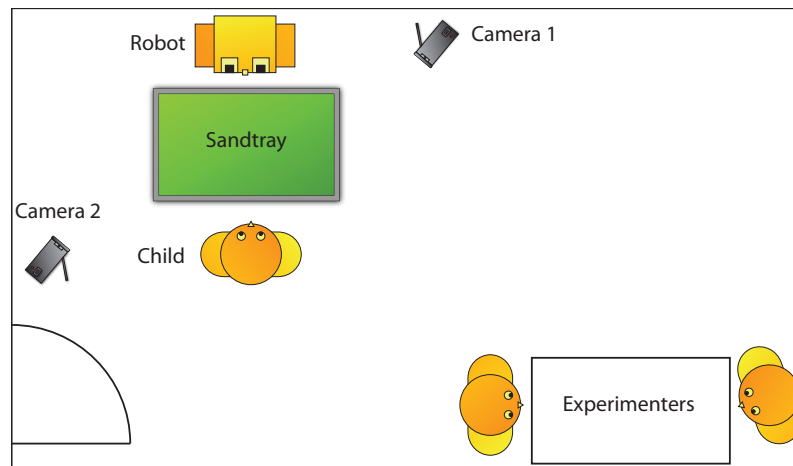 Robot
Camera 1
Sandtray
Camera 2
Child
Experimenters